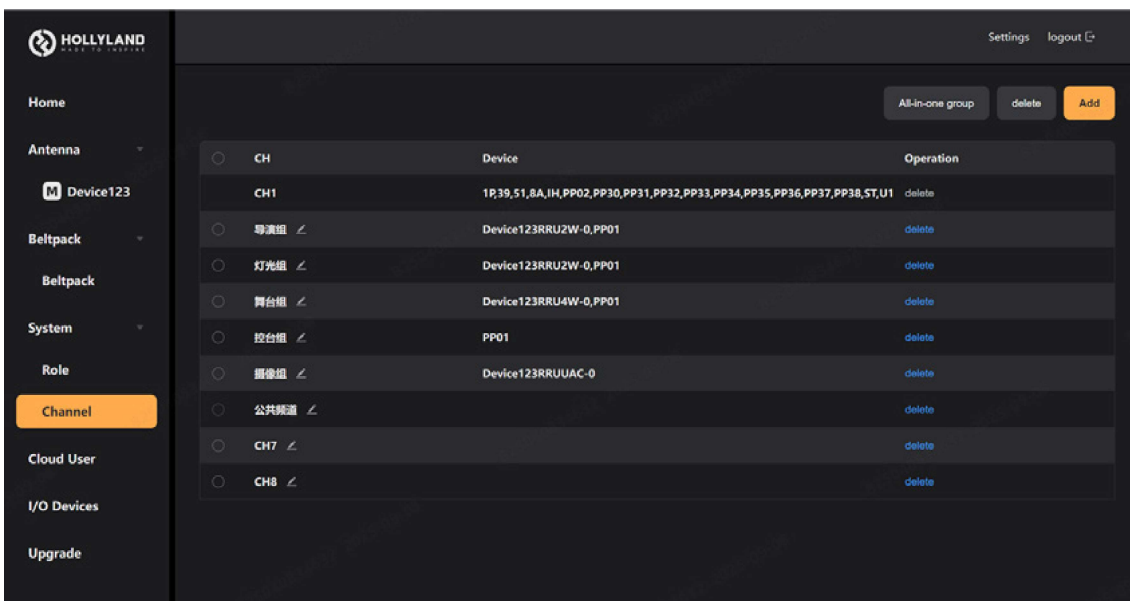 HOLLYLAND
MADE TO INSPIRE
Settings logout
Home
All-in-one group delete Add
Antenna
CH Device Operation
M Device123
CH1 1P,39,51,8A,IH,PP02,PP30,PP31,PP32,PP33,PP34,PP35,PP36,PP37,PP38,ST,U1 delete
Beltpack
导演组 Device123RRU2W-0,PP01 delete
灯光组 Device123RRU2W-0,PP01 delete
Beltpack
舞台组 Device123RRU4W-0,PP01 delete
System
控台组 PP01 delete
Role
摄像组 Device123RRUUAC-0 delete
Channel
公共频道 delete
Cloud User
CH7 delete
CH8 delete
I/O Devices
Upgrade